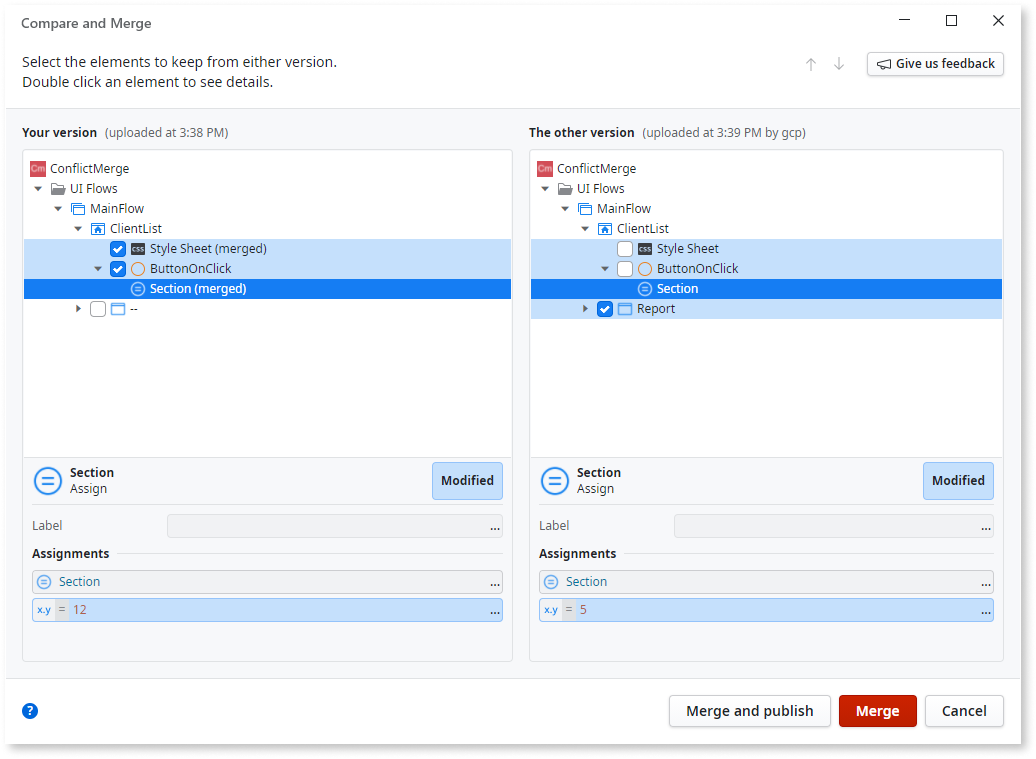 Compare and Merge
Select the elements to keep from either version.
Double click an element to see details.
Give us feedback
Your version (uploaded at 3:38 PM)
Cm ConflictMerge
UI Flows
MainFlow
ClientList
css Style Sheet (merged)
ButtonOnClick
Section (merged)
--
Section
Assign
Modified
Label
...
Assignments
Section ...
x.y = 12 ...
The other version (uploaded at 3:39 PM by gcp)
Cm ConflictMerge
UI Flows
MainFlow
ClientList
css Style Sheet
ButtonOnClick
Section
Report
Section
Assign
Modified
Label
...
Assignments
Section ...
x.y = 5 ...
?
Merge and publish
Merge
Cancel